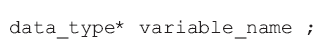 data_type* variable_name ;